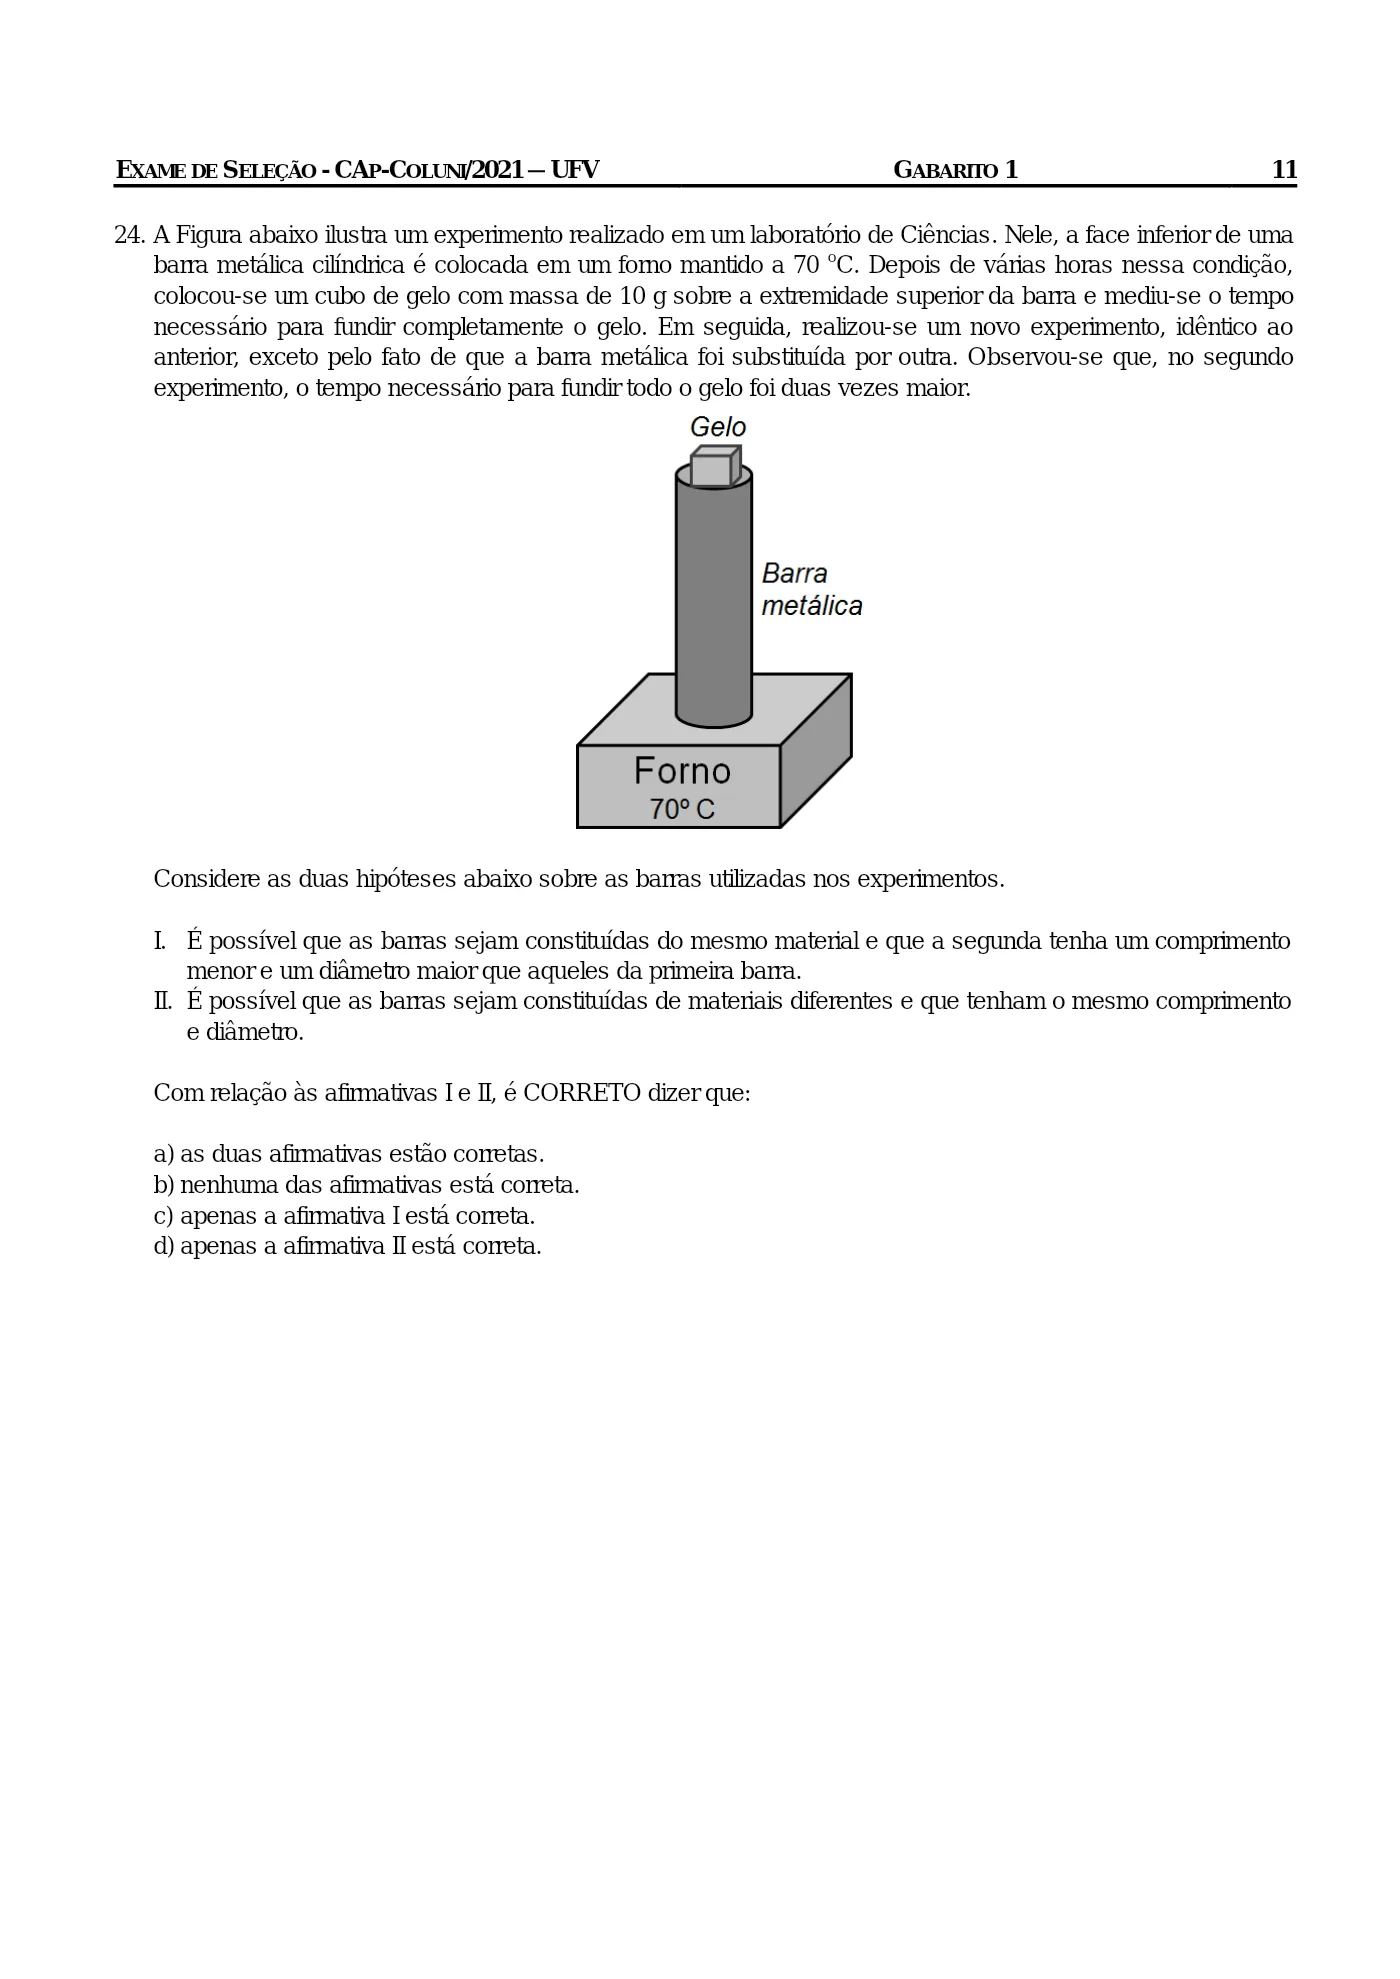 EXAME DE SELEÇÃO - CAP-COLUNI/2021 — UFV GABARITO 1 11
24. A Figura abaixo ilustra um experimento realizado em um laboratório de Ciências. Nele, a face inferior de uma
barra metálica cilíndrica é colocada em um forno mantido a 70 ºC. Depois de várias horas nessa condição,
colocou-se um cubo de gelo com massa de 10 g sobre a extremidade superior da barra e mediu-se o tempo
necessário para fundir completamente o gelo. Em seguida, realizou-se um novo experimento, idêntico ao
anterior, exceto pelo fato de que a barra metálica foi substituída por outra. Observou-se que, no segundo
experimento, o tempo necessário para fundir todo o gelo foi duas vezes maior.
Gelo
Barra
metálica
Forno
70º C
Considere as duas hipóteses abaixo sobre as barras utilizadas nos experimentos.
I. É possível que as barras sejam constituídas do mesmo material e que a segunda tenha um comprimento
menor e um diâmetro maior que aqueles da primeira barra.
II. É possível que as barras sejam constituídas de materiais diferentes e que tenham o mesmo comprimento
e diâmetro.
Com relação às afirmativas I e II, é CORRETO dizer que:
a) as duas afirmativas estão corretas.
b) nenhuma das afirmativas está correta.
c) apenas a afirmativa I está correta.
d) apenas a afirmativa II está correta.